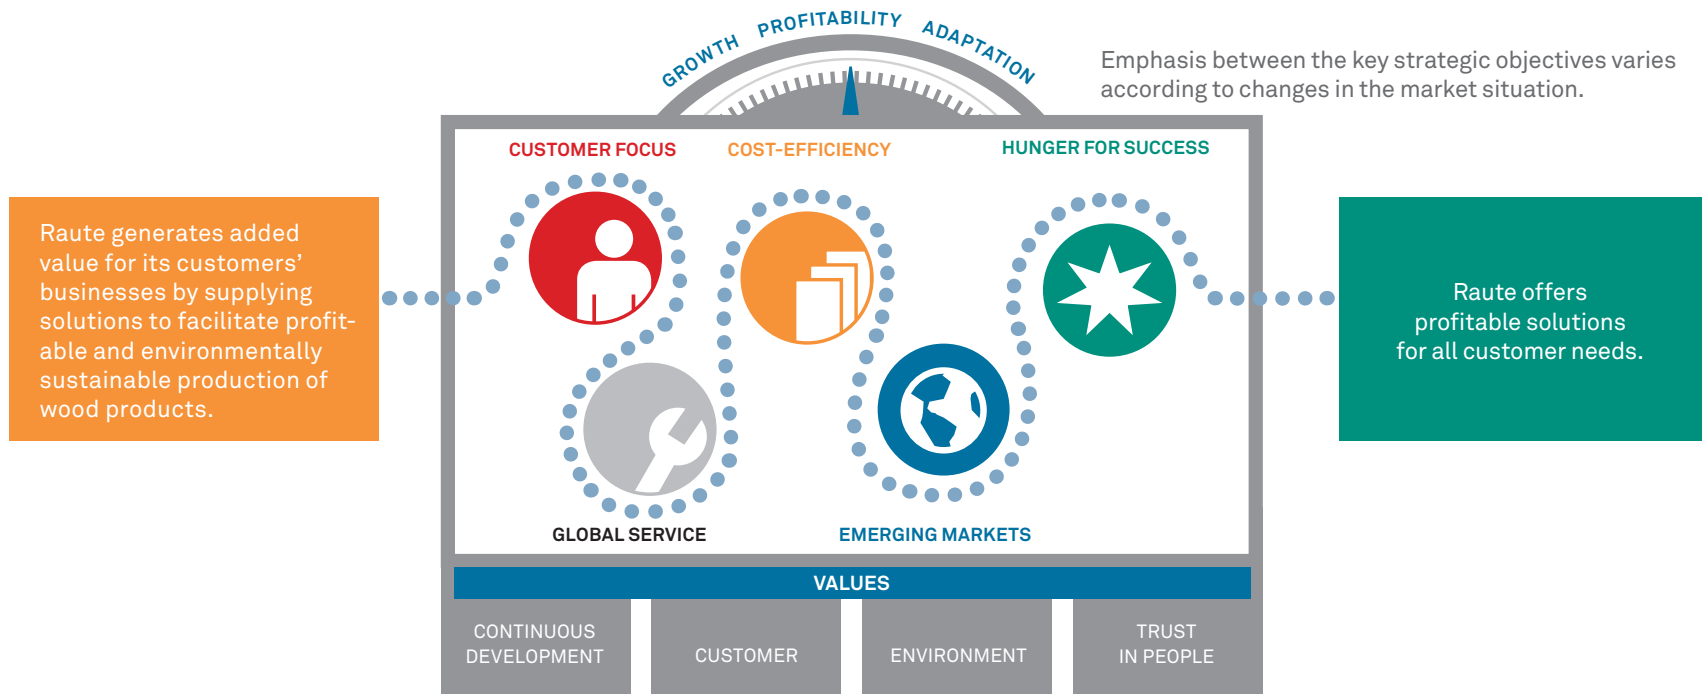 GROWTH PROFITABILITY ADAPTATION
Emphasis between the key strategic objectives varies
according to changes in the market situation.
CUSTOMER FOCUS
COST-EFFICIENCY
HUNGER FOR SUCCESS
Raute generates added
value for its customers’
businesses by supplying
solutions to facilitate profit-
able and environmentally
sustainable production of
wood products.
Raute offers
profitable solutions
for all customer needs.
GLOBAL SERVICE
EMERGING MARKETS
VALUES
CONTINUOUS
DEVELOPMENT
CUSTOMER
ENVIRONMENT
TRUST
IN PEOPLE